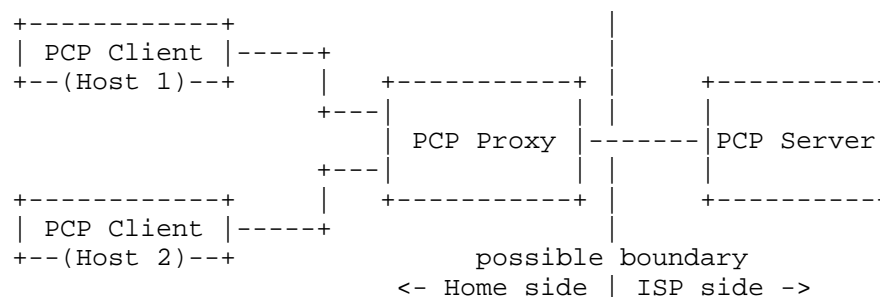 +------------+                       |
| PCP Client |-----+                 |
+--(Host 1)--+     |   +-----------+ |     +----------
                   +---|           | |     |
                       | PCP Proxy |-------|PCP Server
                   +---|           | |     |
+------------+     |   +-----------+ |     +----------
| PCP Client |-----+                 |
+--(Host 2)--+              possible boundary
                        <- Home side | ISP side ->